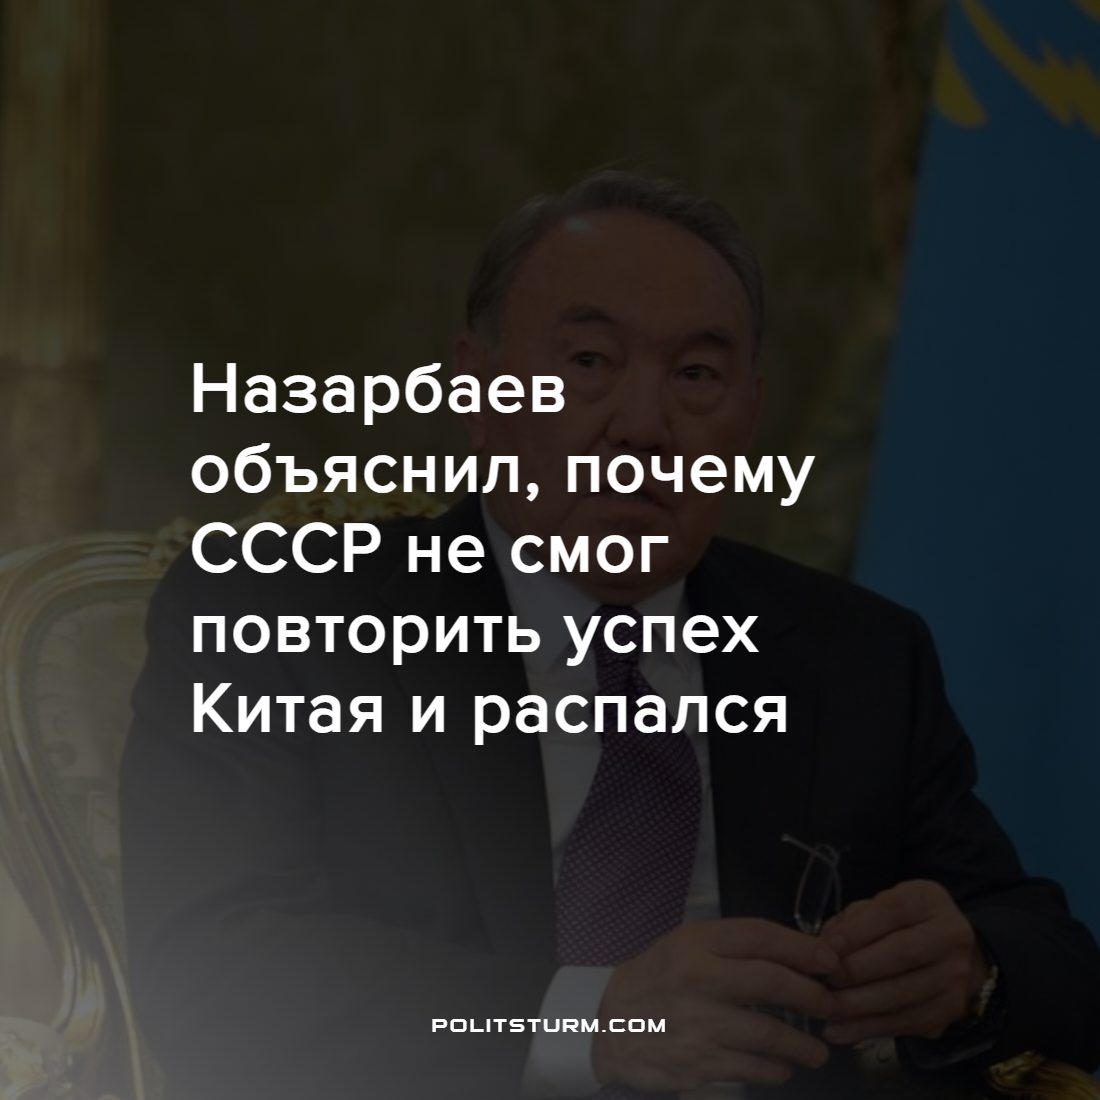 Назарбаев
объяснил, почему
СССР не смог
повторить успех
Китая и распался
POLITSTURM.COM